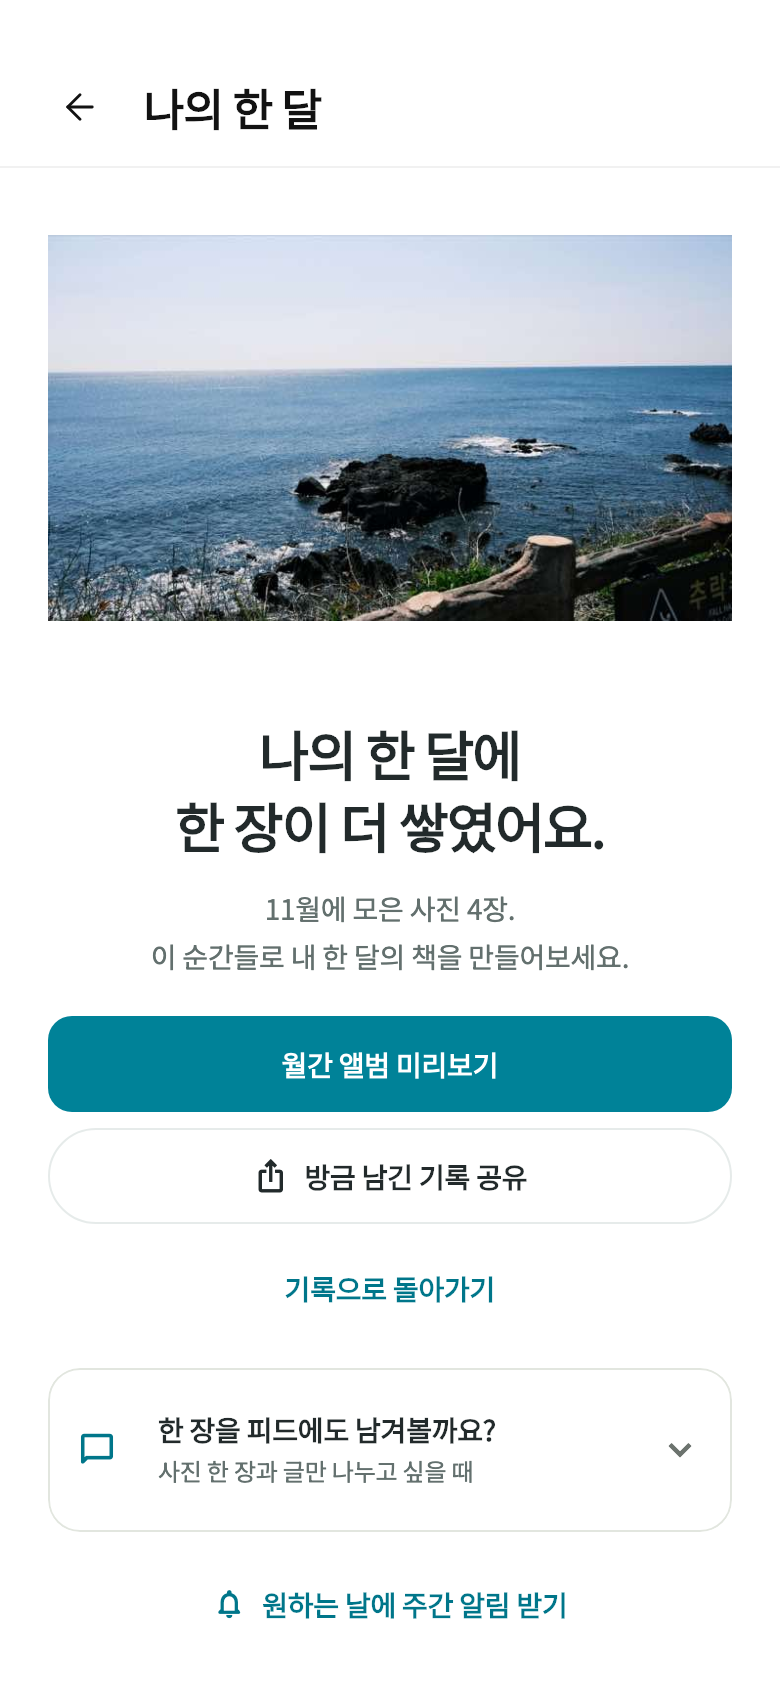 나의 한 달
추락
나의 한 달에
한 장이 더 쌓였어요.
11월에 모은 사진 4장.
이 순간들로 내 한 달의 책을 만들어보세요.
월간 앨범 미리보기
방금 남긴 기록 공유
기록으로 돌아가기
한 장을 피드에도 남겨볼까요?
사진 한 장과 글만 나누고 싶을 때
원하는 날에 주간 알림 받기